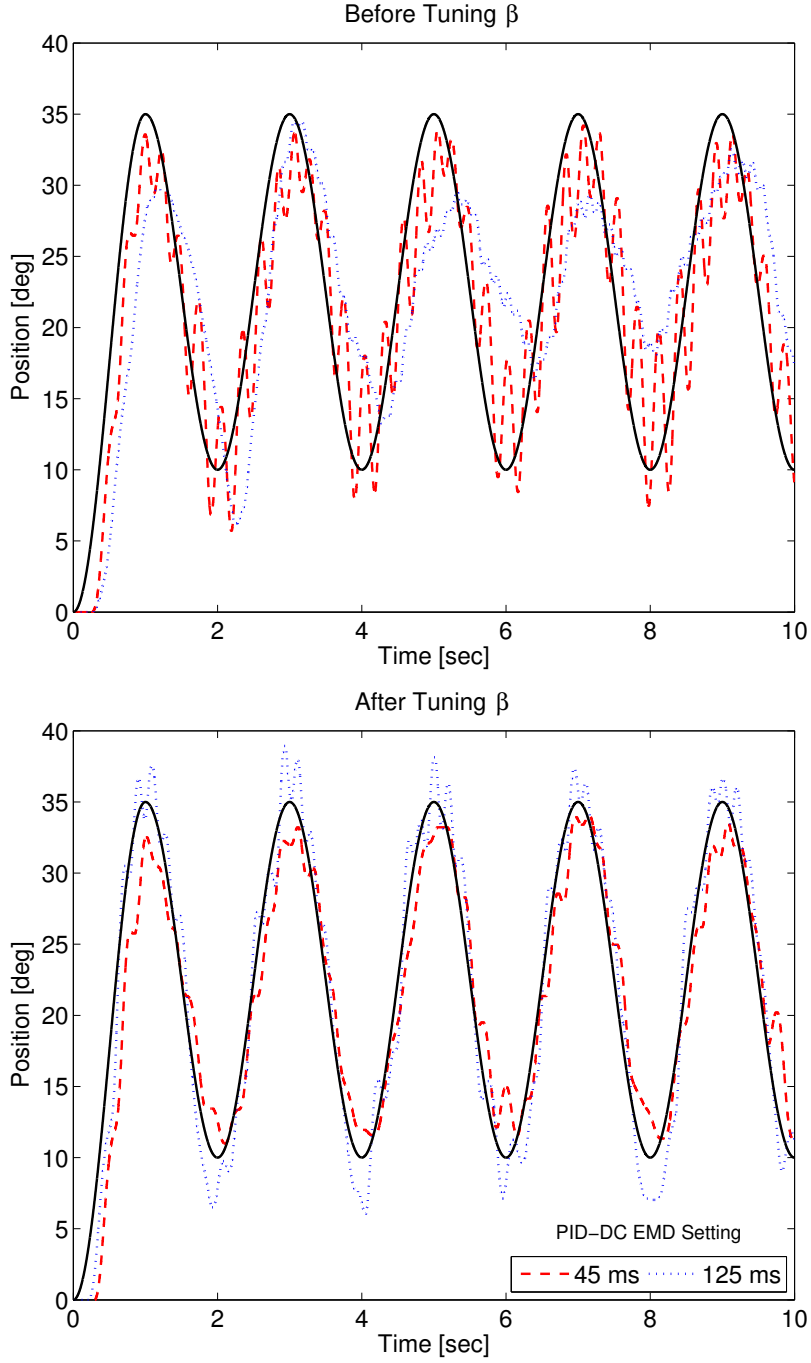 Before Tuning β
40
35
30
25
20
15
10
5
0
Position [deg]
0 2 4 6 8 10
Time [sec]
After Tuning β
40
35
30
25
20
15
10
5
0
Position [deg]
PID−DC EMD Setting
45 ms 125 ms
0 2 4 6 8 10
Time [sec]